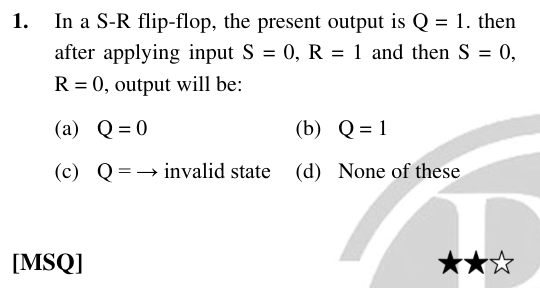 1. In a S-R flip-flop, the present output is Q = 1. then
after applying input S = 0, R = 1 and then S = 0,
R = 0, output will be:
(a) Q = 0 (b) Q = 1
(c) Q = → invalid state (d) None of these
[MSQ] ★★☆